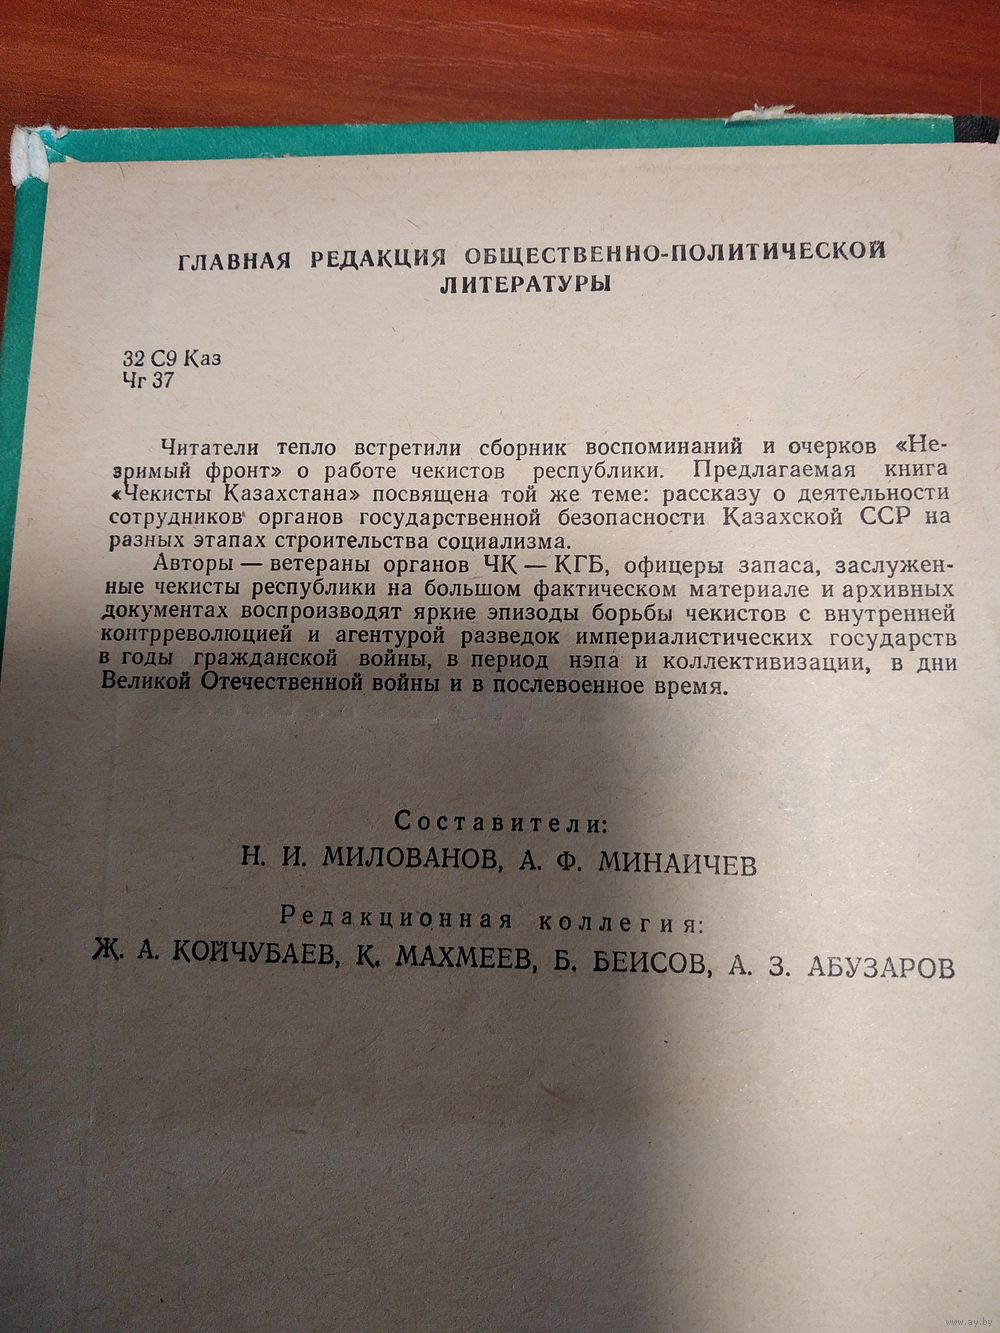 ГЛАВНАЯ РЕДАКЦИЯ ОБЩЕСТВЕННО-ПОЛИТИЧЕСКОЙ
ЛИТЕРАТУРЫ
32 С9 Каз
Чг 37
Читатели тепло встретили сборник воспоминаний и очерков «Не-
зримый фронт» о работе чекистов республики. Предлагаемая книга
«Чекисты Казахстана» посвящена той же теме: рассказу о деятельности
сотрудников органов государственной безопасности Казахской ССР на
разных этапах строительства социализма.
Авторы — ветераны органов ЧК — КГБ, офицеры запаса, заслужен-
ные чекисты республики на большом фактическом материале и архивных
документах воспроизводят яркие эпизоды борьбы чекистов с внутренней
контрреволюцией и агентурой разведок империалистических государств
в годы гражданской войны, в период нэпа и коллективизации, в дни
Великой Отечественной войны и в послевоенное время.
Составители:
Н. И. МИЛОВАНОВ, А. Ф. МИНАИЧЕВ
Редакционная коллегия:
Ж. А. КОЙЧУБАЕВ, К. МАХМЕЕВ, Б. БЕИСОВ, А. З. АБУЗАРОВ
www.ay.by